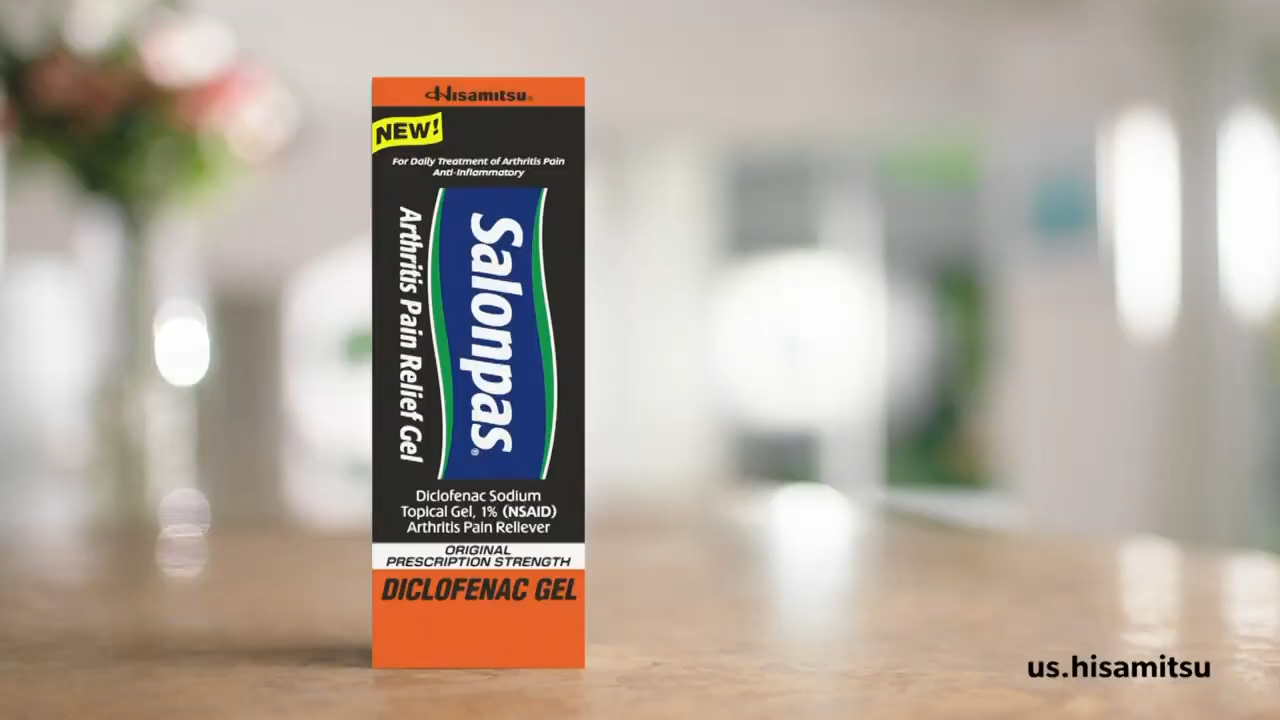 Hisamitsu®
NEW!
For Daily Treatment of Arthritis Pain
Anti-Inflammatory
Salonpas®
Arthritis Pain Relief Gel
Diclofenac Sodium
Topical Gel, 1% (NSAID)
Arthritis Pain Reliever
ORIGINAL
PRESCRIPTION STRENGTH
DICLOFENAC GEL
us.hisamitsu